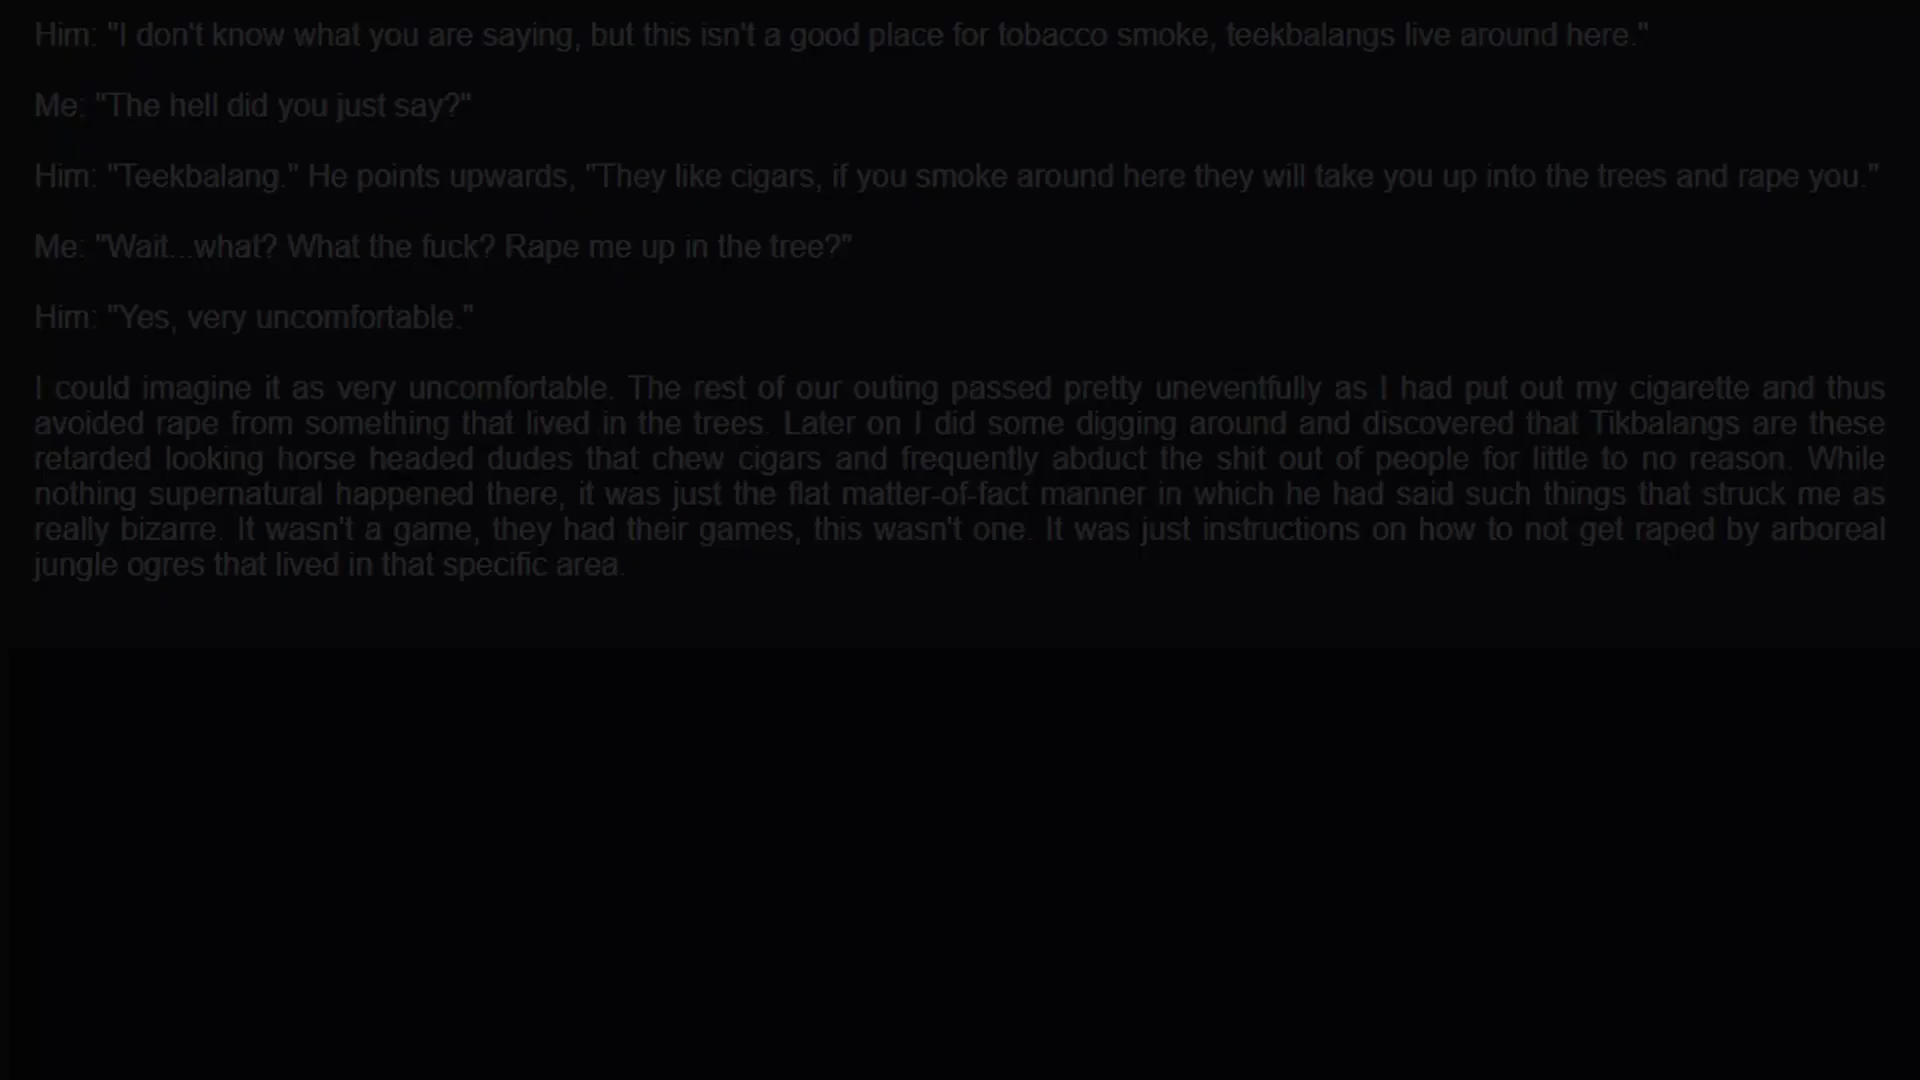 Him: "I don't know what you are saying, but this isn't a good place for tobacco smoke, teekbalangs live around here."
Me: "The hell did you just say?"
Him: "Teekbalang." He points upwards, "They like cigars, if you smoke around here they will take you up into the trees and rape you."
Me: "Wait...what? What the fuck? Rape me up in the tree?"
Him: "Yes, very uncomfortable."
I could imagine it as very uncomfortable. The rest of our outing passed pretty uneventfully as I had put out my cigarette and thus
avoided rape from something that lived in the trees. Later on I did some digging around and discovered that Tikbalangs are these
retarded looking horse headed dudes that chew cigars and frequently abduct the shit out of people for little to no reason. While
nothing supernatural happened there, it was just the flat matter-of-fact manner in which he had said such things that struck me as
really bizarre. It wasn't a game, they had their games, this wasn't one. It was just instructions on how to not get raped by arboreal
jungle ogres that lived in that specific area.